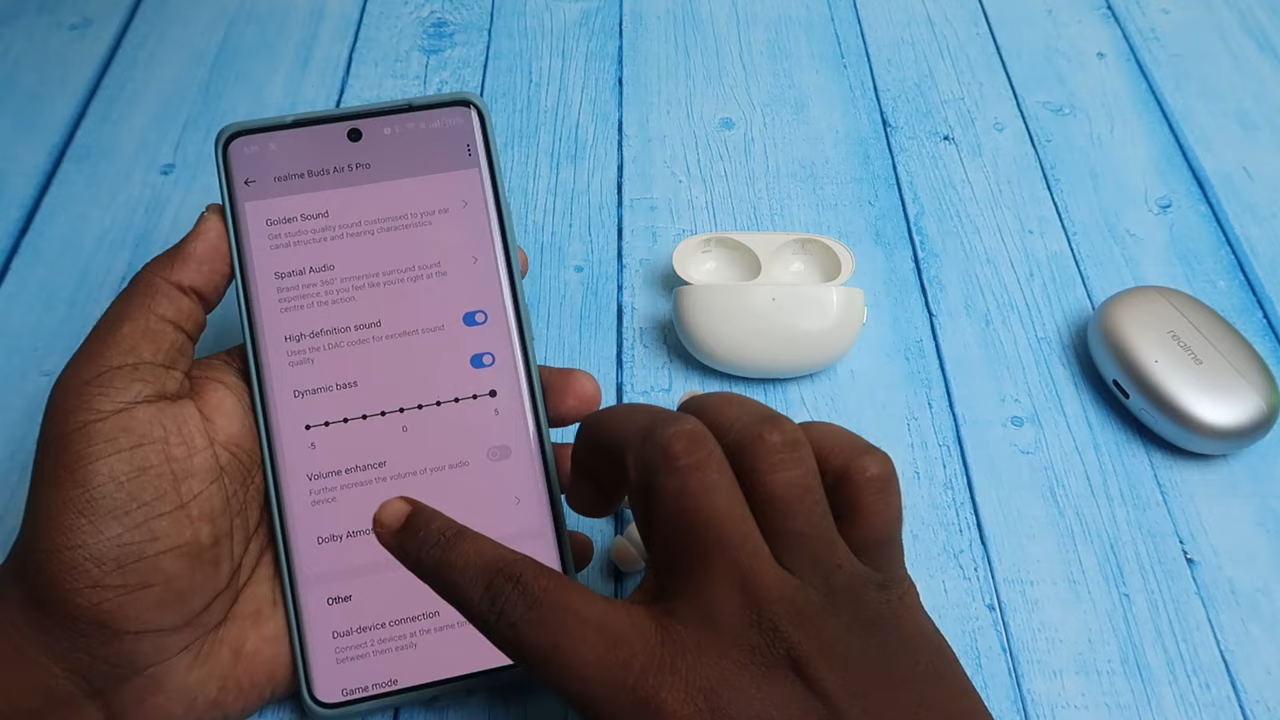 realme Buds Air 5 Pro
Golden Sound
Get studio-quality sound customised to your ear
canal structure and hearing characteristics
Spatial Audio
Brand new 360° immersive surround sound
experience, so you feel like you're right at the
centre of the action.
High-definition sound
Uses the LDAC codec for excellent sound
quality
Dynamic bass
-5
0
5
Volume enhancer
Further increase the volume of your audio
device.
Dolby Atmos
Other
Dual-device connection
Connect 2 devices at the same
between them easily
Game mode
realme